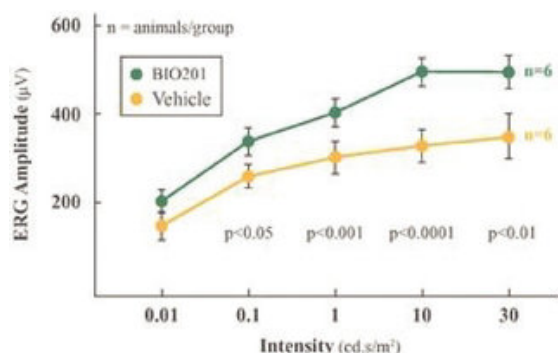 600
n = animals/group
BIO201
Vehicle
n=6
400
n=6
200
ERG Amplitude (μV)
p<0.05 p<0.001 p<0.0001 p<0.01
0.01 0.1 1 10 30
Intensity (cd.s/m²)